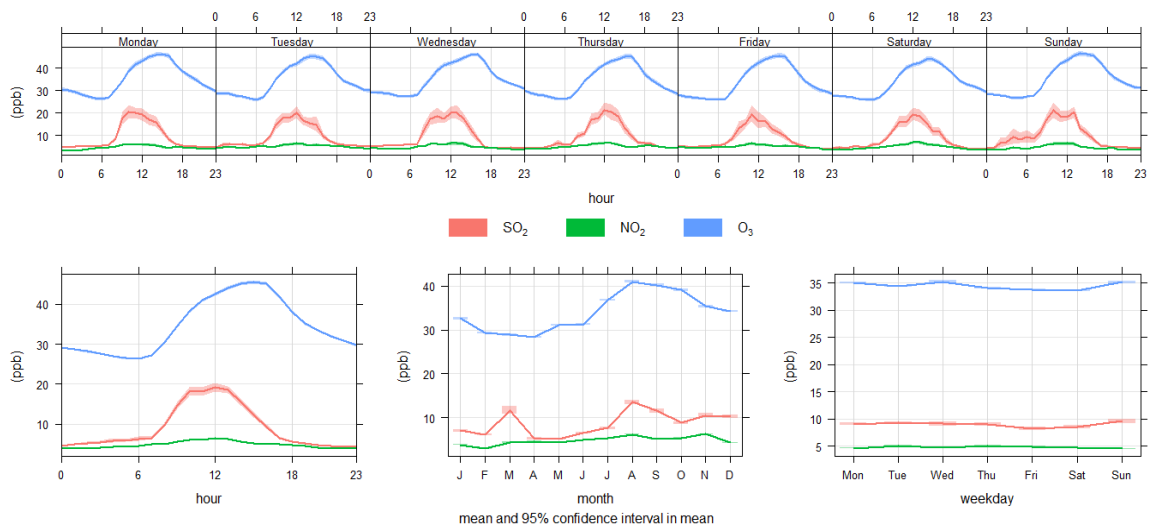 0 6 12 18 23 0 6 12 18 23 0 6 12 18 23
Monday Tuesday Wednesday Thursday Friday Saturday Sunday
(ppb)
40
30
20
10
0 6 12 18 23 0 6 12 18 23 0 6 12 18 23 0 6 12 18 23
hour
SO₂ NO₂ O₃
(ppb)
40
30
20
10
0 6 12 18 23
hour
(ppb)
40
30
20
10
J F M A M J J A S O N D
month
(ppb)
35
30
25
20
15
10
5
Mon Tue Wed Thu Fri Sat Sun
weekday
mean and 95% confidence interval in mean